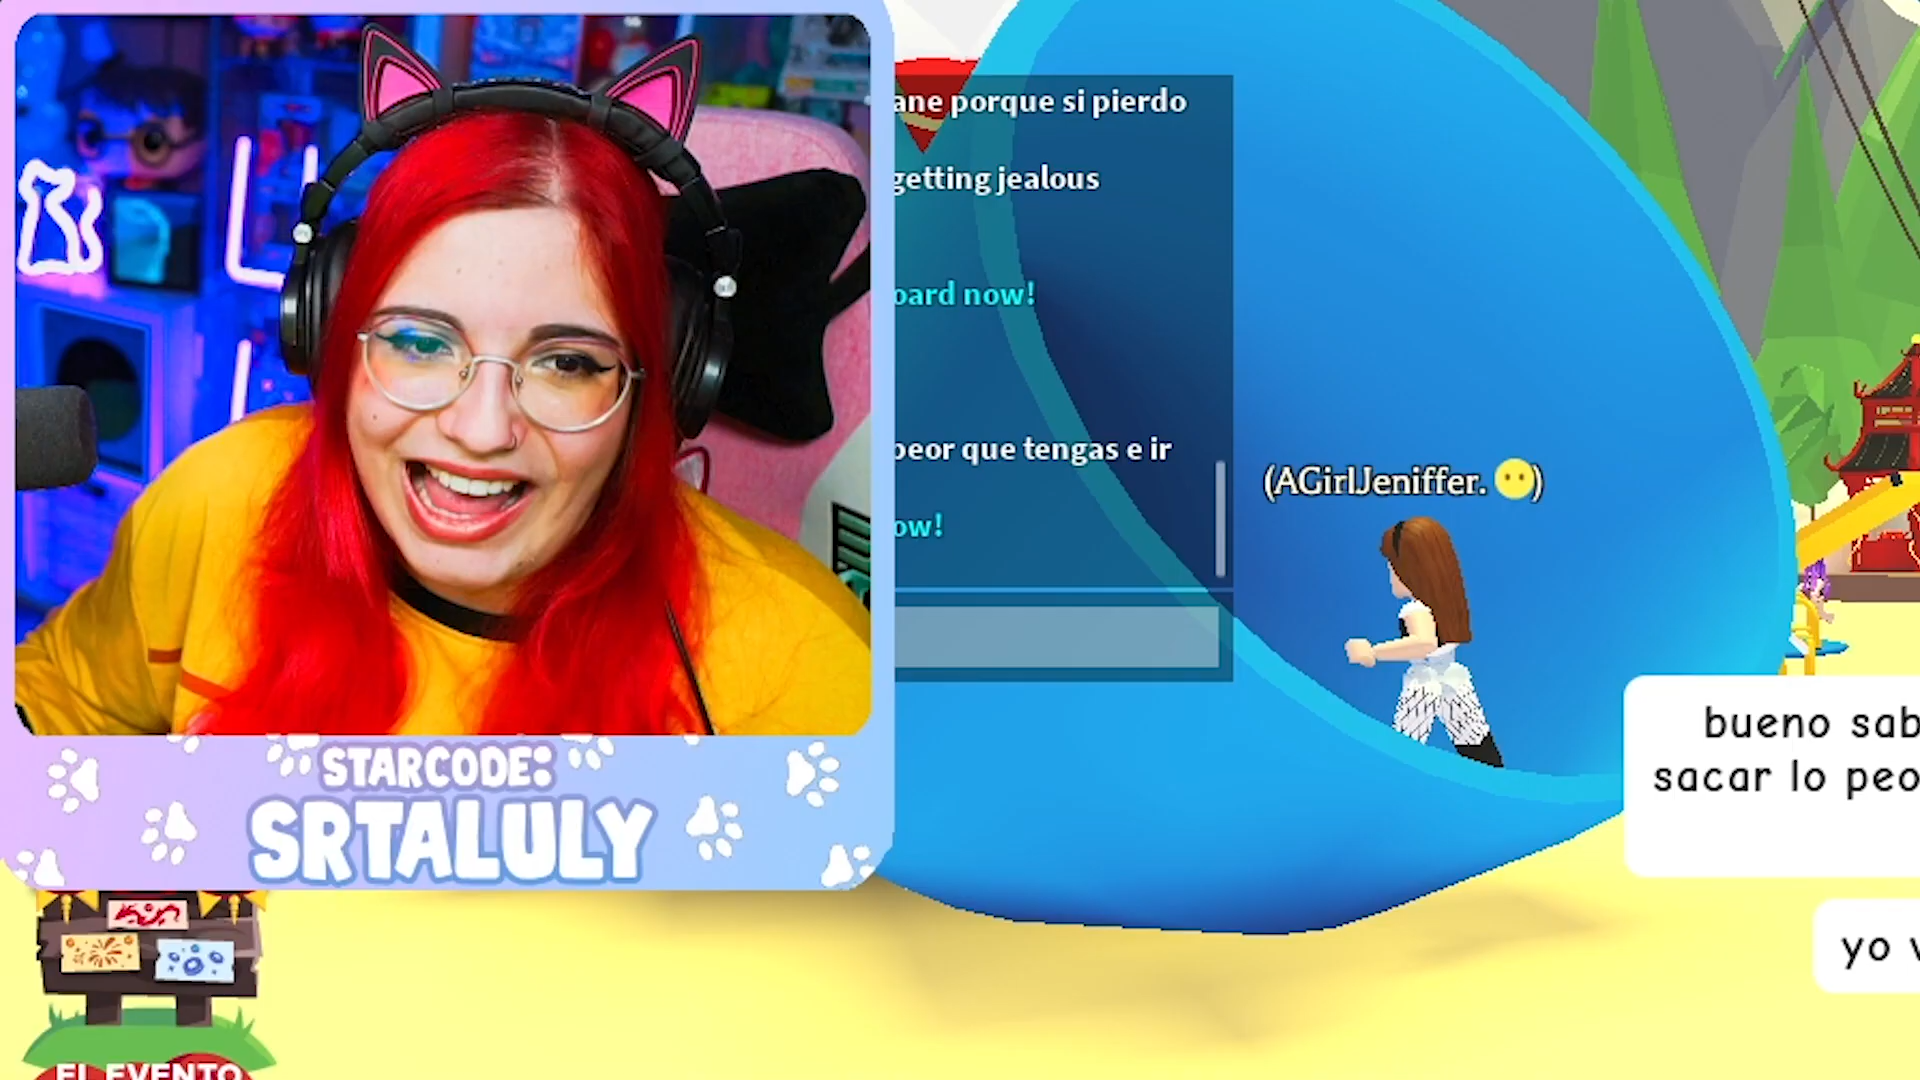 ane porque si pierdo
getting jealous
oard now!
peor que tengas e ir
ow!
(AGirlJeniffer. 😶)
bueno sab
sacar lo peo
yo v
STARCODE:
SRTALULY
EL EVENTO